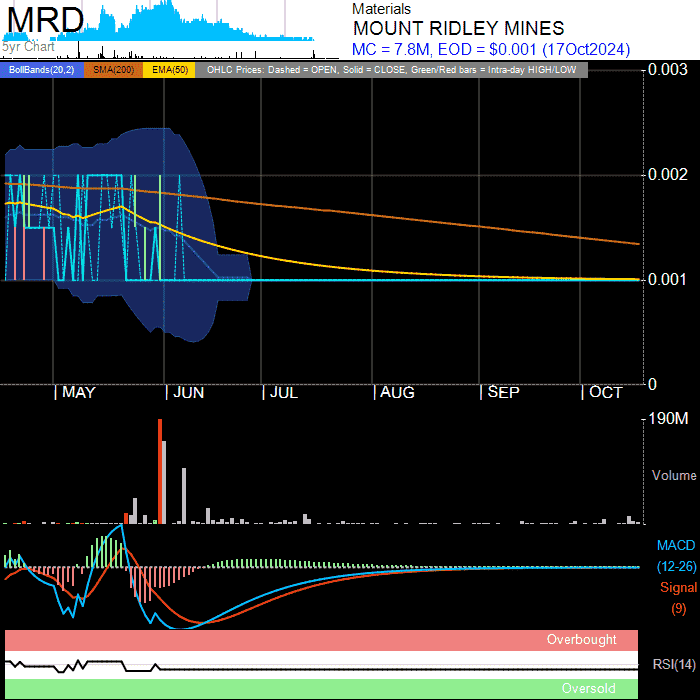 MRD
5yr Chart
Materials
MOUNT RIDLEY MINES
MC = 7.8M, EOD = $0.001 (17Oct2024)
BollBands(20,2) SMA(200) EMA(50) OHLC Prices: Dashed = OPEN, Solid = CLOSE, Green/Red bars = Intra-day HIGH/LOW
0.003
0.002
0.001
0
| MAY | JUN | JUL | AUG | SEP | OCT
190M
Volume
MACD
(12-26)
Signal
(9)
Overbought
RSI(14)
Oversold